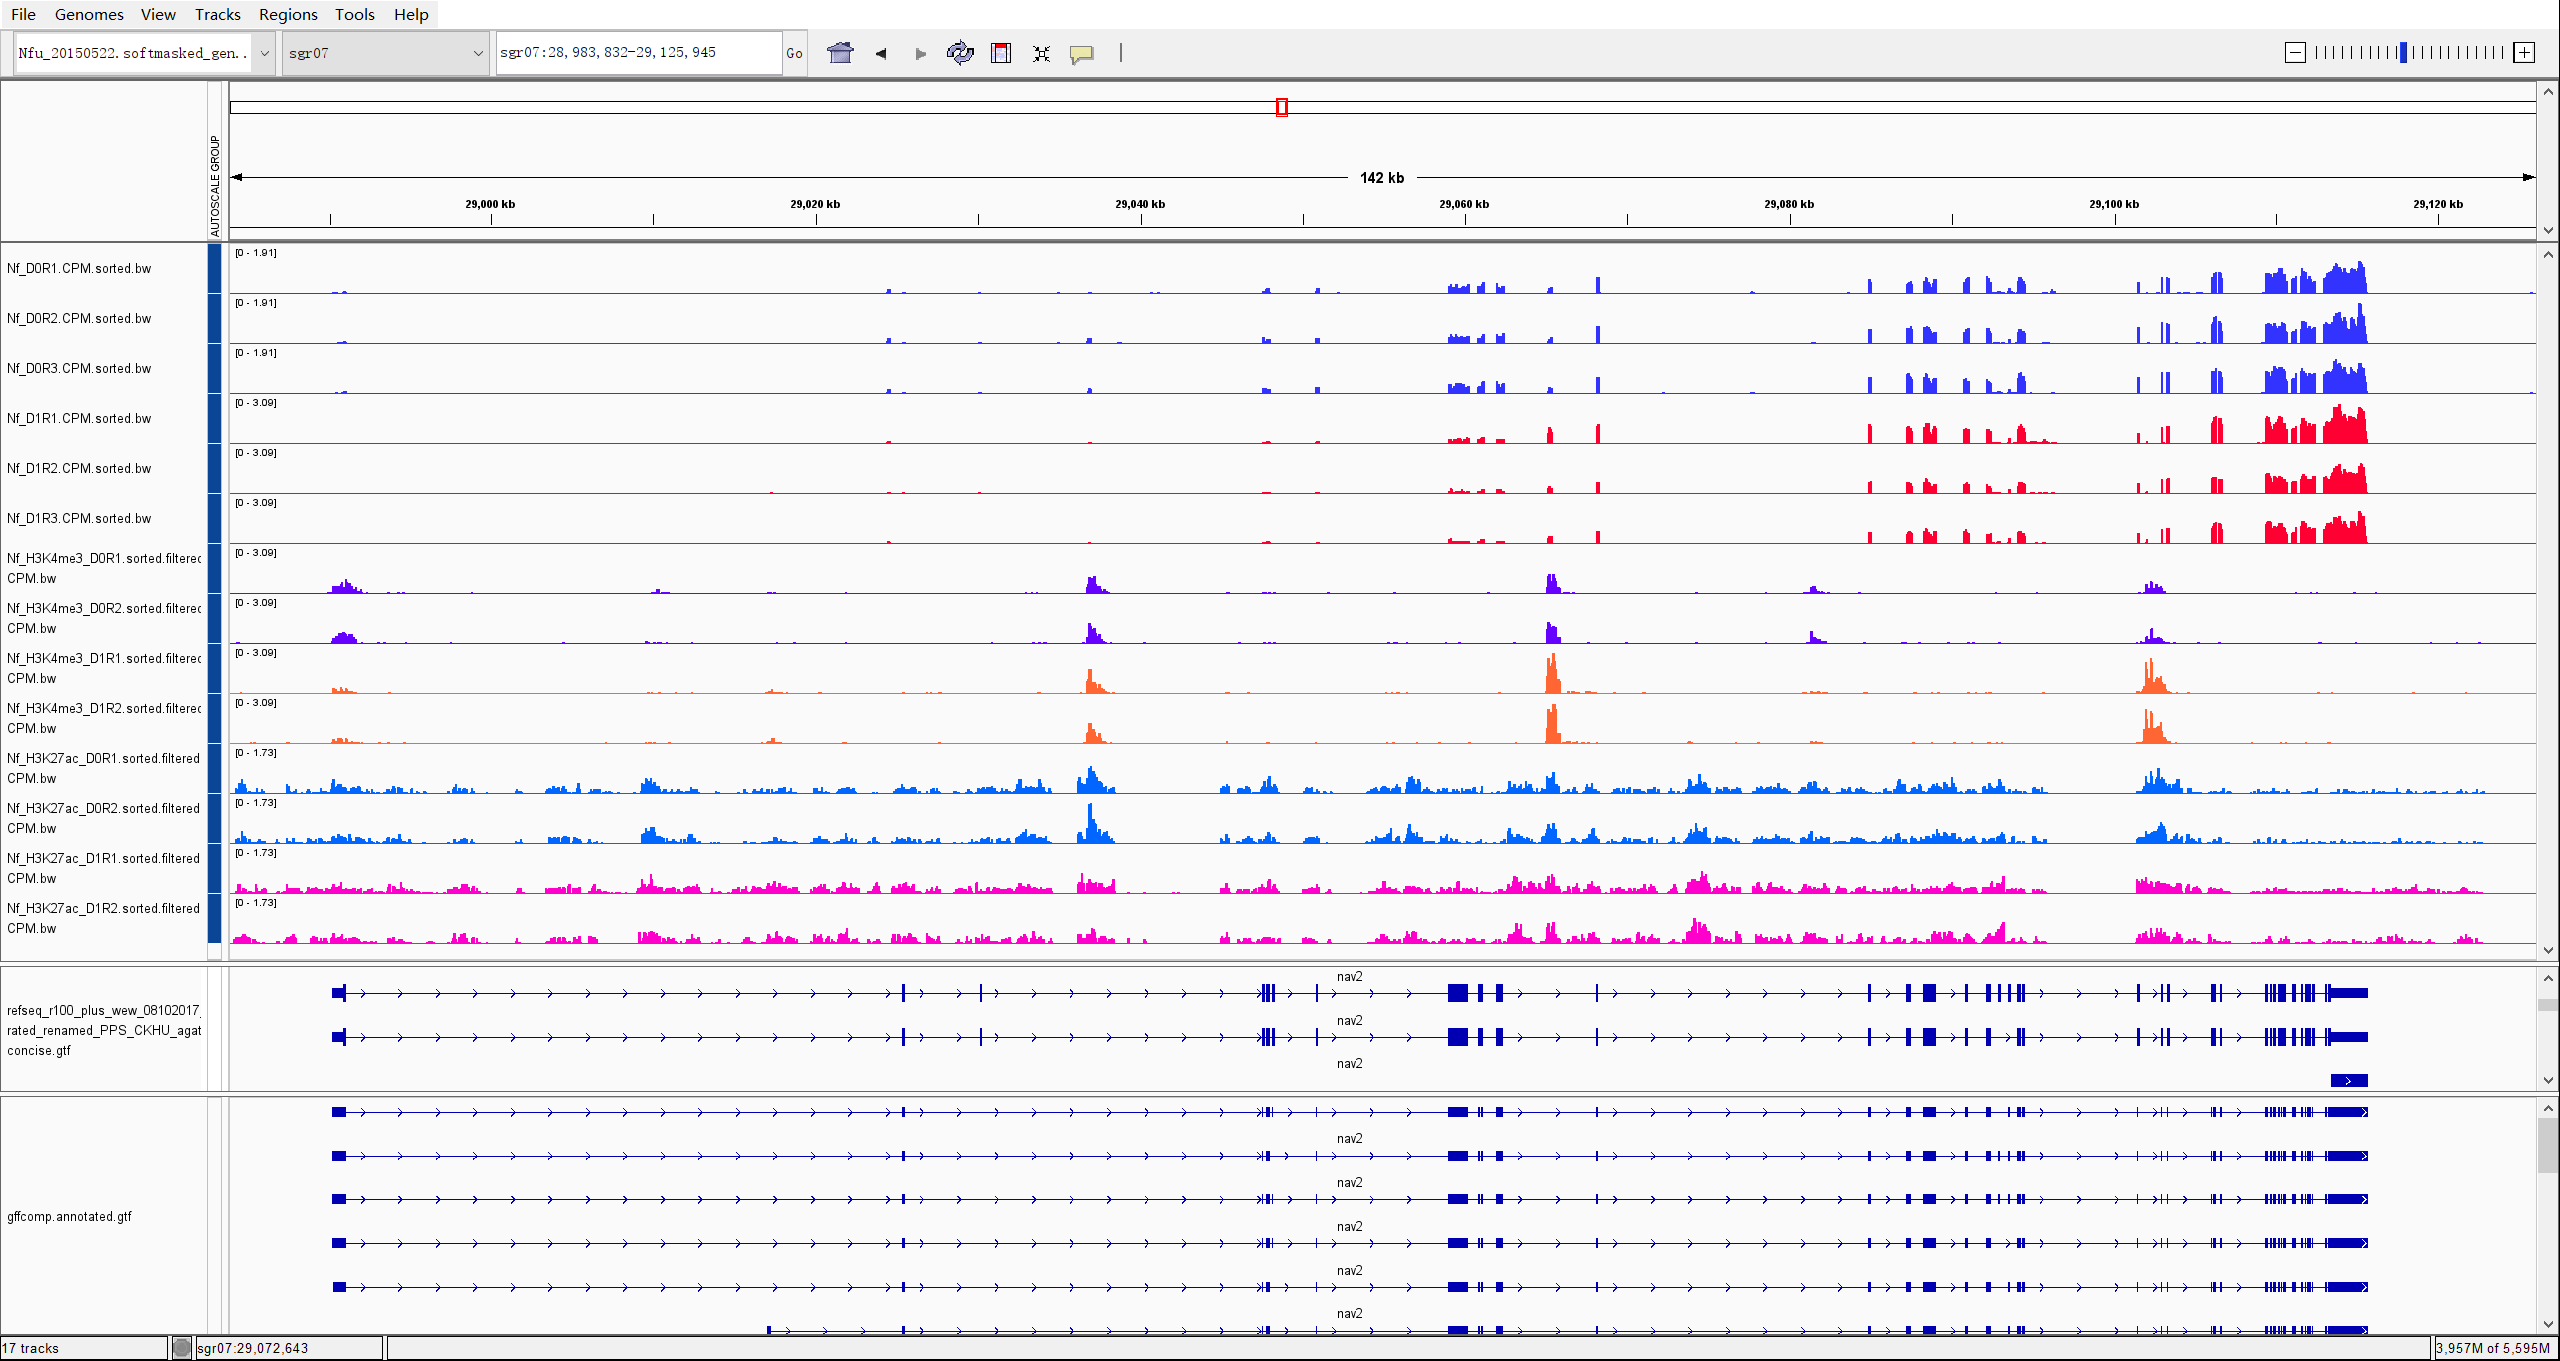 File Genomes View Tracks Regions Tools Help
Nfu_20150522.softmasked_gen.. sgr07 sgr07:28,983,832-29,125,945 Go
AUTOSCALE GROUP
142 kb
29,000 kb 29,020 kb 29,040 kb 29,060 kb 29,080 kb 29,100 kb 29,120 kb
[0 - 1.91]
Nf_D0R1.CPM.sorted.bw
[0 - 1.91]
Nf_D0R2.CPM.sorted.bw
[0 - 1.91]
Nf_D0R3.CPM.sorted.bw
[0 - 3.09]
Nf_D1R1.CPM.sorted.bw
[0 - 3.09]
Nf_D1R2.CPM.sorted.bw
[0 - 3.09]
Nf_D1R3.CPM.sorted.bw
[0 - 3.09]
Nf_H3K4me3_D0R1.sorted.filtered
CPM.bw
[0 - 3.09]
Nf_H3K4me3_D0R2.sorted.filtered
CPM.bw
[0 - 3.09]
Nf_H3K4me3_D1R1.sorted.filtered
CPM.bw
[0 - 3.09]
Nf_H3K4me3_D1R2.sorted.filtered
CPM.bw
[0 - 1.73]
Nf_H3K27ac_D0R1.sorted.filtered
CPM.bw
[0 - 1.73]
Nf_H3K27ac_D0R2.sorted.filtered
CPM.bw
[0 - 1.73]
Nf_H3K27ac_D1R1.sorted.filtered
CPM.bw
[0 - 1.73]
Nf_H3K27ac_D1R2.sorted.filtered
CPM.bw
nav2
refseq_r100_plus_wew_08102017_
rated_renamed_PPS_CKHU_agat
concise.gtf
nav2
nav2
nav2
nav2
gffcomp.annotated.gtf
nav2
nav2
nav2
17 tracks sgr07:29,072,643 3,957M of 5,595M